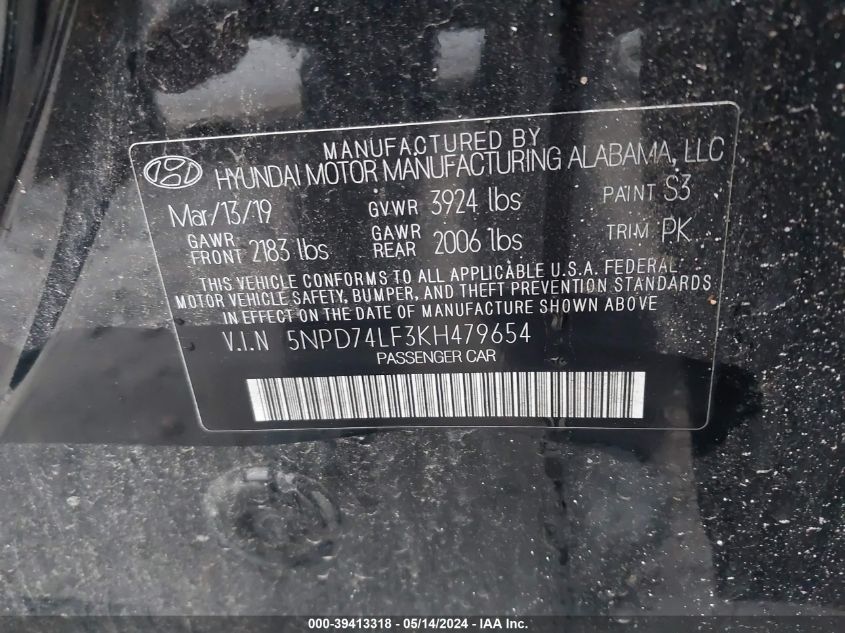 MANUFACTURED BY
HYUNDAI MOTOR MANUFACTURING ALABAMA, LLC
Mar/13/19 GVWR 3924 lbs PAINT S3
GAWR FRONT 2183 lbs GAWR REAR 2006 lbs TRIM PK
THIS VEHICLE CONFORMS TO ALL APPLICABLE U.S.A. FEDERAL
MOTOR VEHICLE SAFETY, BUMPER, AND THEFT PREVENTION STANDARDS
IN EFFECT ON THE DATE OF MANUFACTURE SHOWN ABOVE
V.I.N 5NPD74LF3KH479654
PASSENGER CAR
000-39413318 - 05/14/2024 - IAA Inc.